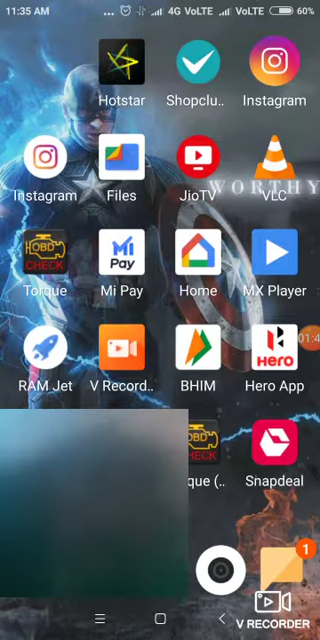 11:35 AM ... 4G VoLTE VoLTE 60%
Hotstar Shopclu.. Instagram
WORTHY
Instagram Files JioTV VLC
OBD
CHECK
Mi
Pay
Torque Mi Pay Home MX Player
01:4
Hero
RAM Jet V Record.. BHIM Hero App
OBD
CHECK
que (.. Snapdeal
1
V RECORDER